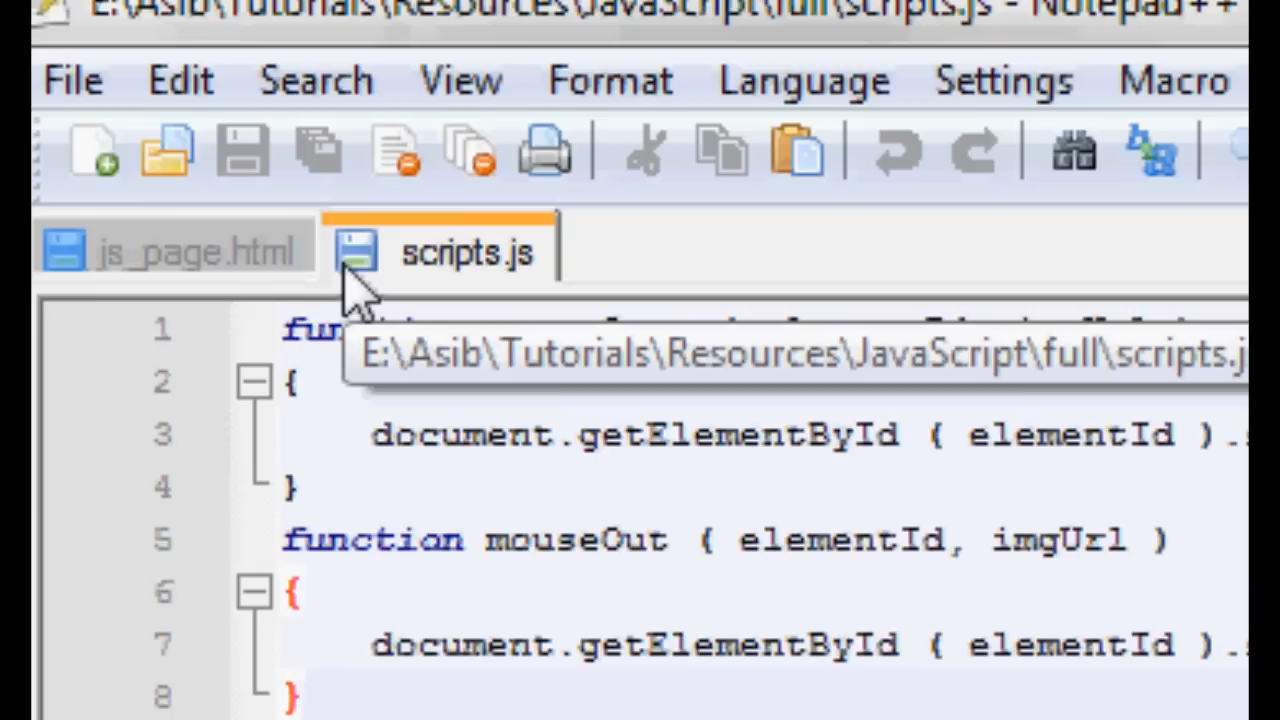 E:\Asib\Tutorials\Resources\JavaScript\full\scripts.js - Notepad++
File Edit Search View Format Language Settings Macro
js_page.html scripts.js
1
E:\Asib\Tutorials\Resources\JavaScript\full\scripts.j
2 {
3 document.getElementById ( elementId ).
4 }
5 function mouseOut ( elementId, imgUrl )
6 {
7 document.getElementById ( elementId ).
8 }